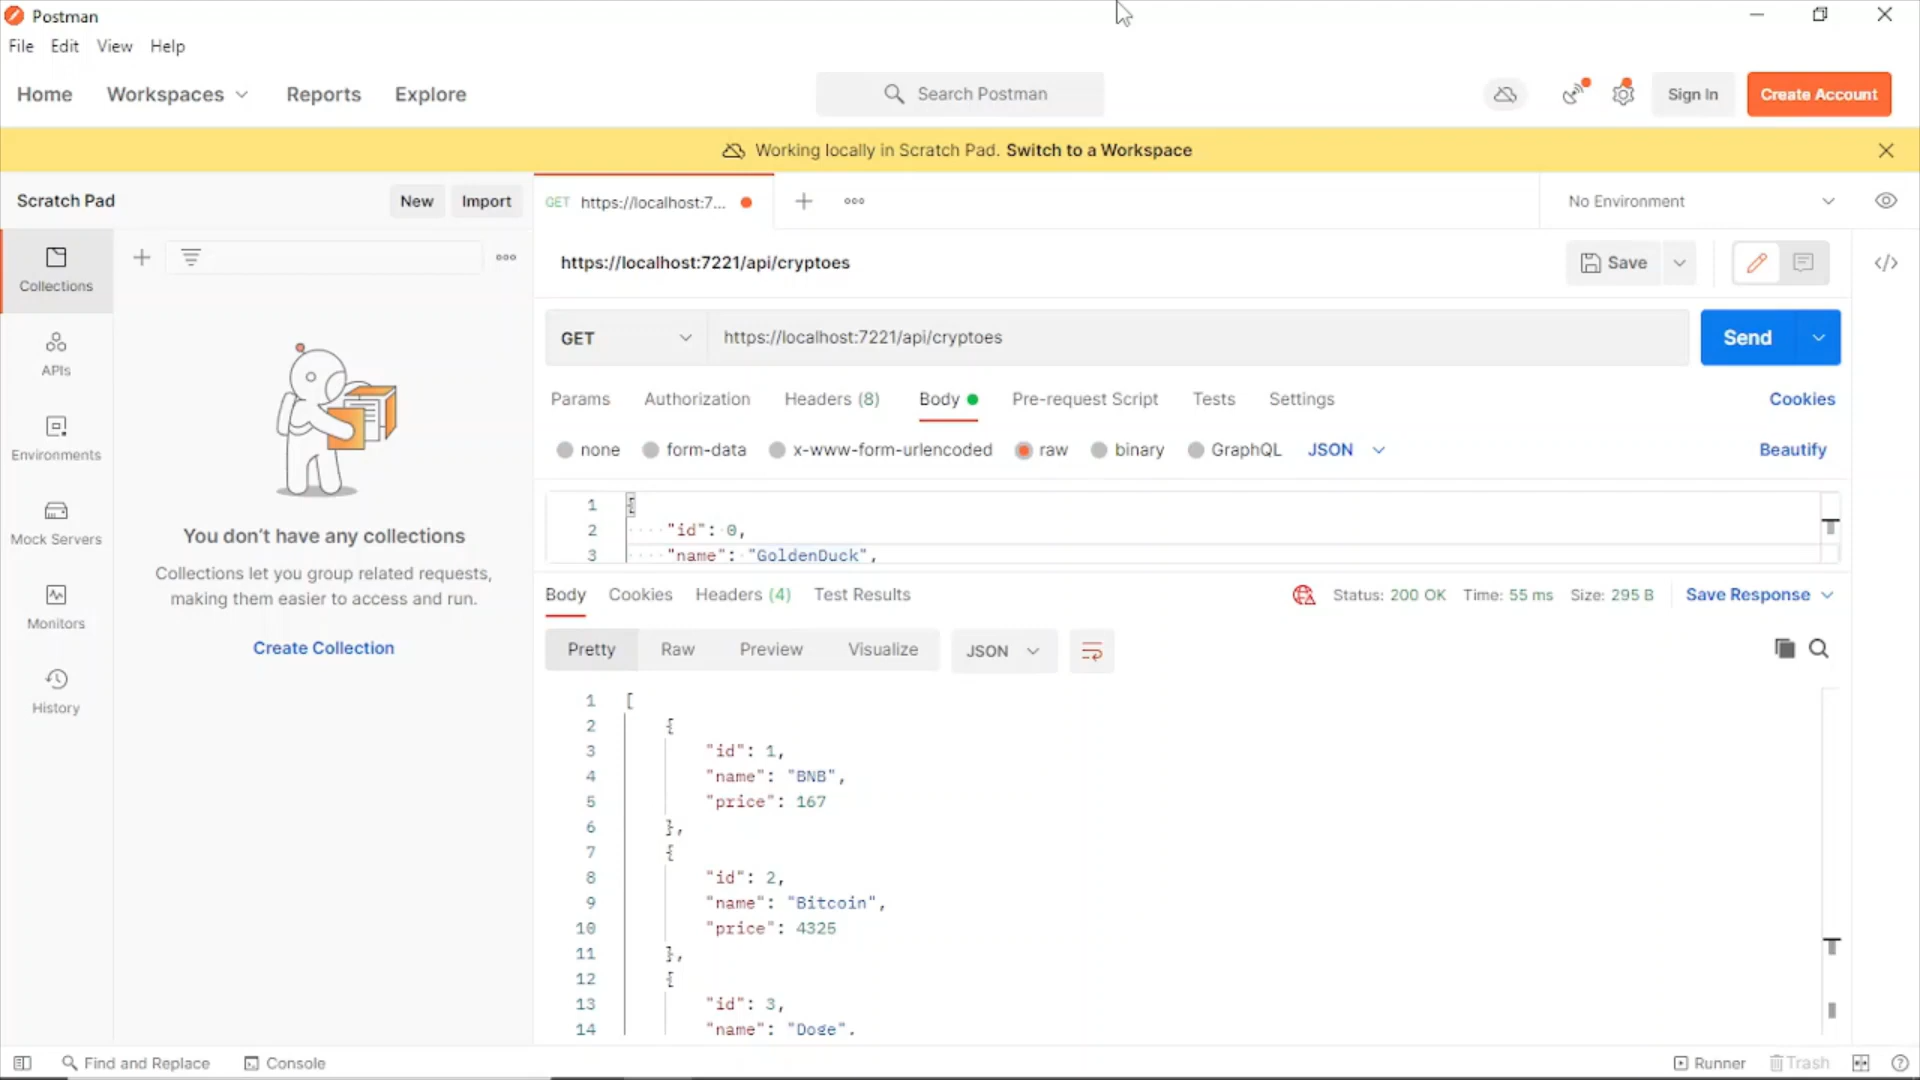 Postman
File Edit View Help
Home Workspaces Reports Explore Search Postman Sign In Create Account
Working locally in Scratch Pad. Switch to a Workspace
Scratch Pad New Import GET https://localhost:7... No Environment
https://localhost:7221/api/cryptoes Save
GET https://localhost:7221/api/cryptoes Send
Params Authorization Headers (8) Body Pre-request Script Tests Settings Cookies
none form-data x-www-form-urlencoded raw binary GraphQL JSON Beautify
1 {
2 "id": 0,
3 "name": "GoldenDuck",
Collections
APIs
Environments
Mock Servers
Monitors
History
You don't have any collections
Collections let you group related requests,
making them easier to access and run.
Create Collection
Body Cookies Headers (4) Test Results Status: 200 OK Time: 55 ms Size: 295 B Save Response
Pretty Raw Preview Visualize JSON
1 [
2 {
3 "id": 1,
4 "name": "BNB",
5 "price": 167
6 },
7 {
8 "id": 2,
9 "name": "Bitcoin",
10 "price": 4325
11 },
12 {
13 "id": 3,
14 "name": "Doge",
Find and Replace Console Runner Trash